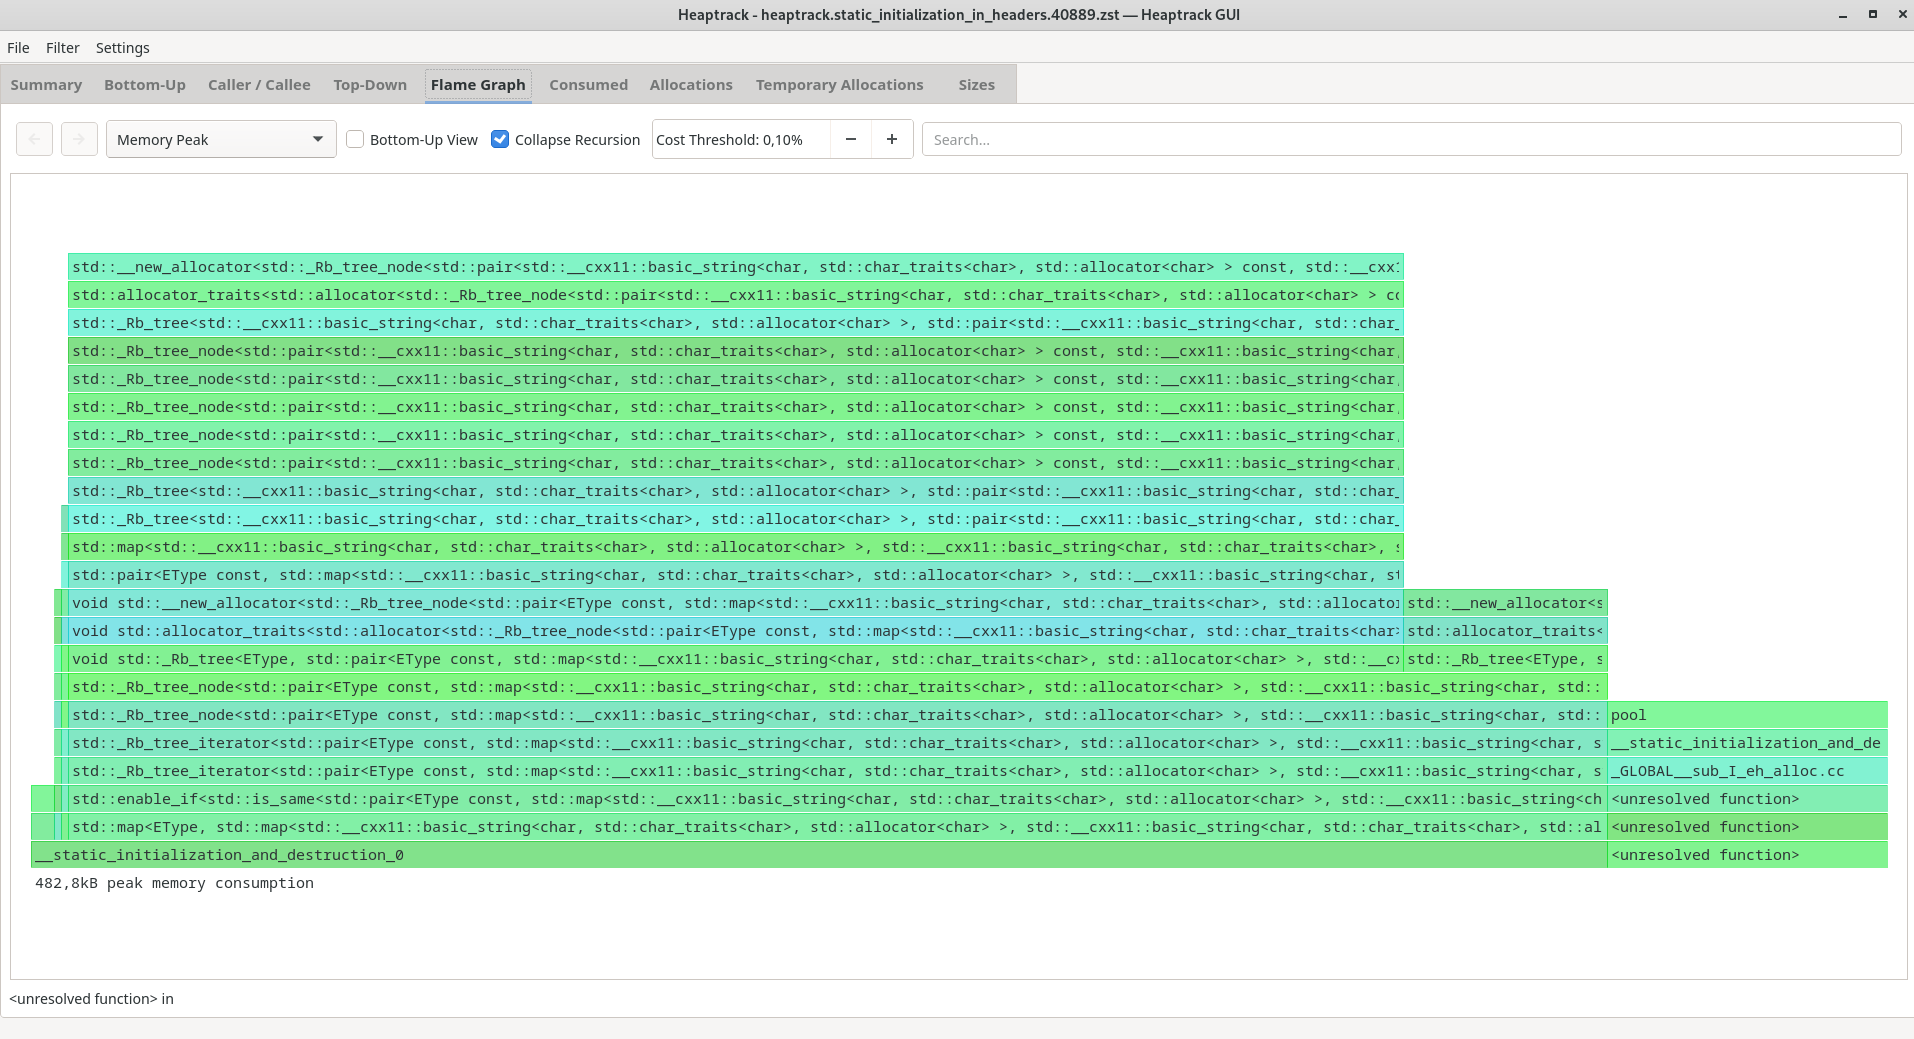 Heaptrack - heaptrack.static_initialization_in_headers.40889.zst — Heaptrack GUI
File Filter Settings
Summary Bottom-Up Caller / Callee Top-Down Flame Graph Consumed Allocations Temporary Allocations Sizes
Memory Peak Bottom-Up View Collapse Recursion Cost Threshold: 0,10% Search...
std::__new_allocator<std::_Rb_tree_node<std::pair<std::__cxx11::basic_string<char, std::char_traits<char>, std::allocator<char> > const, std::__cxx1:
std::allocator_traits<std::allocator<std::_Rb_tree_node<std::pair<std::__cxx11::basic_string<char, std::char_traits<char>, std::allocator<char> > co
std::_Rb_tree<std::__cxx11::basic_string<char, std::char_traits<char>, std::allocator<char> >, std::pair<std::__cxx11::basic_string<char, std::char_
std::_Rb_tree_node<std::pair<std::__cxx11::basic_string<char, std::char_traits<char>, std::allocator<char> > const, std::__cxx11::basic_string<char,
std::_Rb_tree_node<std::pair<std::__cxx11::basic_string<char, std::char_traits<char>, std::allocator<char> > const, std::__cxx11::basic_string<char,
std::_Rb_tree_node<std::pair<std::__cxx11::basic_string<char, std::char_traits<char>, std::allocator<char> > const, std::__cxx11::basic_string<char,
std::_Rb_tree_node<std::pair<std::__cxx11::basic_string<char, std::char_traits<char>, std::allocator<char> > const, std::__cxx11::basic_string<char,
std::_Rb_tree_node<std::pair<std::__cxx11::basic_string<char, std::char_traits<char>, std::allocator<char> > const, std::__cxx11::basic_string<char,
std::_Rb_tree<std::__cxx11::basic_string<char, std::char_traits<char>, std::allocator<char> >, std::pair<std::__cxx11::basic_string<char, std::char_
std::_Rb_tree<std::__cxx11::basic_string<char, std::char_traits<char>, std::allocator<char> >, std::pair<std::__cxx11::basic_string<char, std::char_
std::map<std::__cxx11::basic_string<char, std::char_traits<char>, std::allocator<char> >, std::__cxx11::basic_string<char, std::char_traits<char>, s
std::pair<EType const, std::map<std::__cxx11::basic_string<char, std::char_traits<char>, std::allocator<char> >, std::__cxx11::basic_string<char, st
void std::__new_allocator<std::_Rb_tree_node<std::pair<EType const, std::map<std::__cxx11::basic_string<char, std::char_traits<char>, std::allocato: std::__new_allocator<s
void std::allocator_traits<std::allocator<std::_Rb_tree_node<std::pair<EType const, std::map<std::__cxx11::basic_string<char, std::char_traits<char> std::allocator_traits<
void std::_Rb_tree<EType, std::pair<EType const, std::map<std::__cxx11::basic_string<char, std::char_traits<char>, std::allocator<char> >, std::__cx std::_Rb_tree<EType, s
std::_Rb_tree_node<std::pair<EType const, std::map<std::__cxx11::basic_string<char, std::char_traits<char>, std::allocator<char> >, std::__cxx11::basic_string<char, std::
std::_Rb_tree_node<std::pair<EType const, std::map<std::__cxx11::basic_string<char, std::char_traits<char>, std::allocator<char> >, std::__cxx11::basic_string<char, std:: pool
std::_Rb_tree_iterator<std::pair<EType const, std::map<std::__cxx11::basic_string<char, std::char_traits<char>, std::allocator<char> >, std::__cxx11::basic_string<char, s __static_initialization_and_de
std::_Rb_tree_iterator<std::pair<EType const, std::map<std::__cxx11::basic_string<char, std::char_traits<char>, std::allocator<char> >, std::__cxx11::basic_string<char, s _GLOBAL__sub_I_eh_alloc.cc
std::enable_if<std::is_same<std::pair<EType const, std::map<std::__cxx11::basic_string<char, std::char_traits<char>, std::allocator<char> >, std::__cxx11::basic_string<ch <unresolved function>
std::map<EType, std::map<std::__cxx11::basic_string<char, std::char_traits<char>, std::allocator<char> >, std::__cxx11::basic_string<char, std::char_traits<char>, std::al <unresolved function>
__static_initialization_and_destruction_0 <unresolved function>
482,8kB peak memory consumption
<unresolved function> in